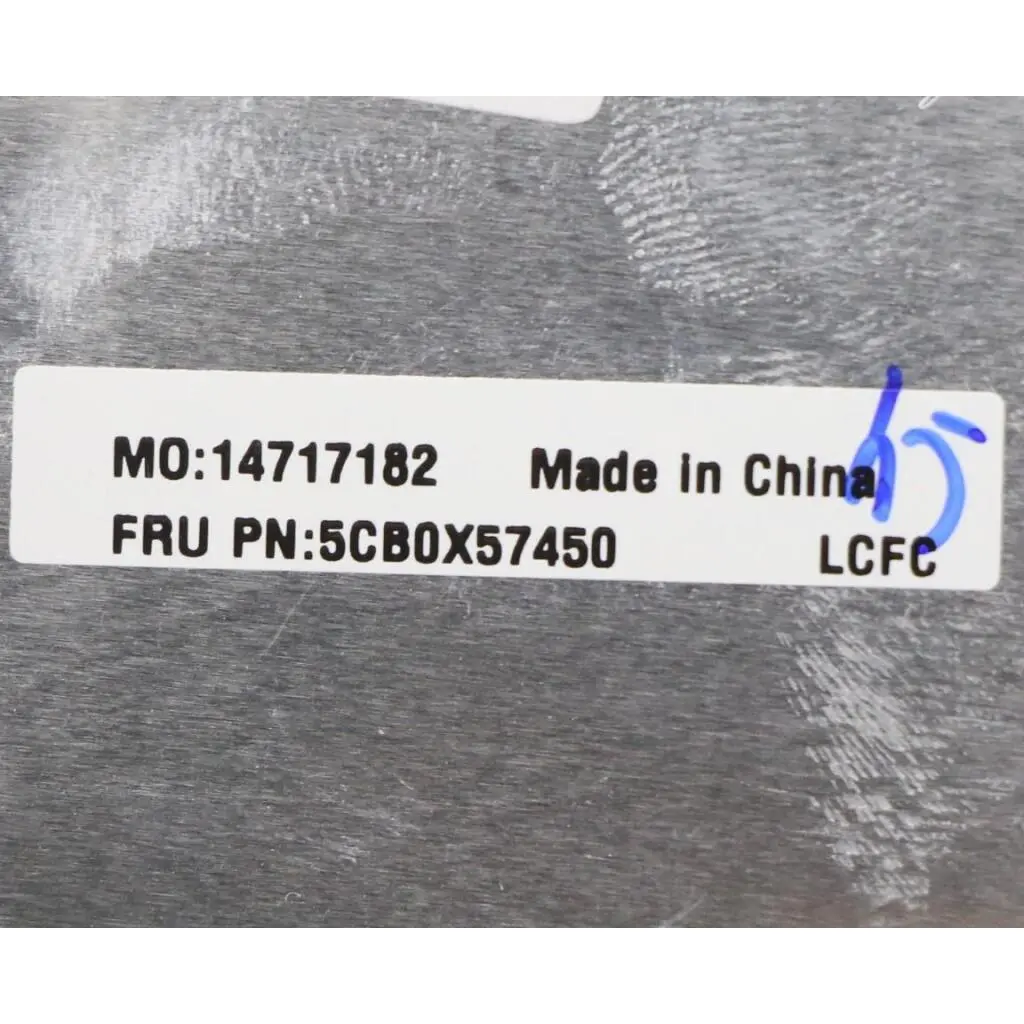 MO:14717182 Made in China
FRU PN:5CB0X57450 LCFC